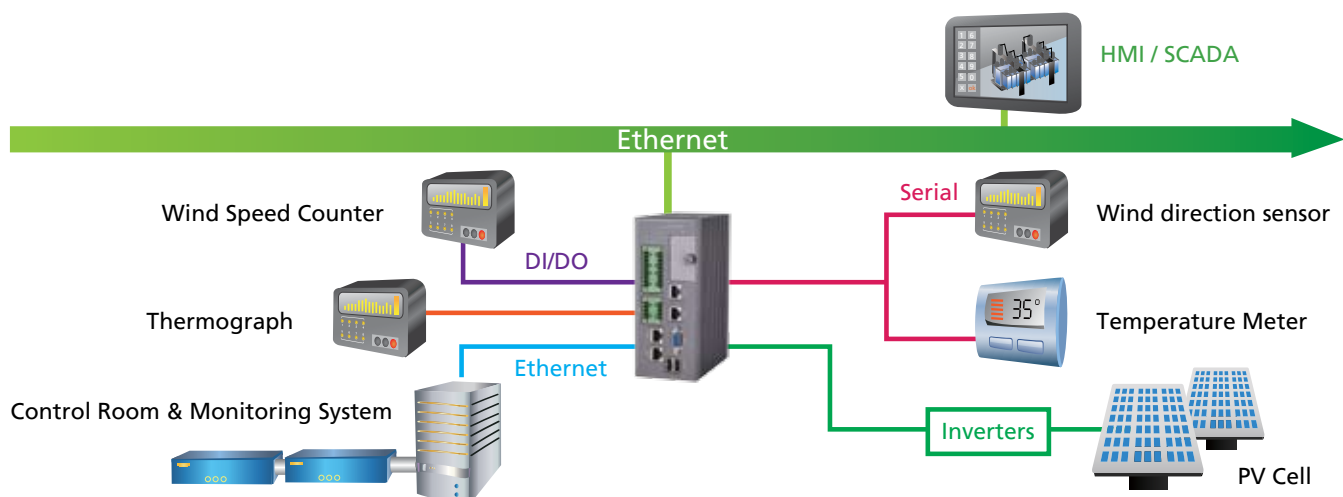 HMI / SCADA
Ethernet
Wind Speed Counter
Serial
Wind direction sensor
DI/DO
35°
Thermograph
Temperature Meter
Ethernet
Control Room & Monitoring System
Inverters
PV Cell